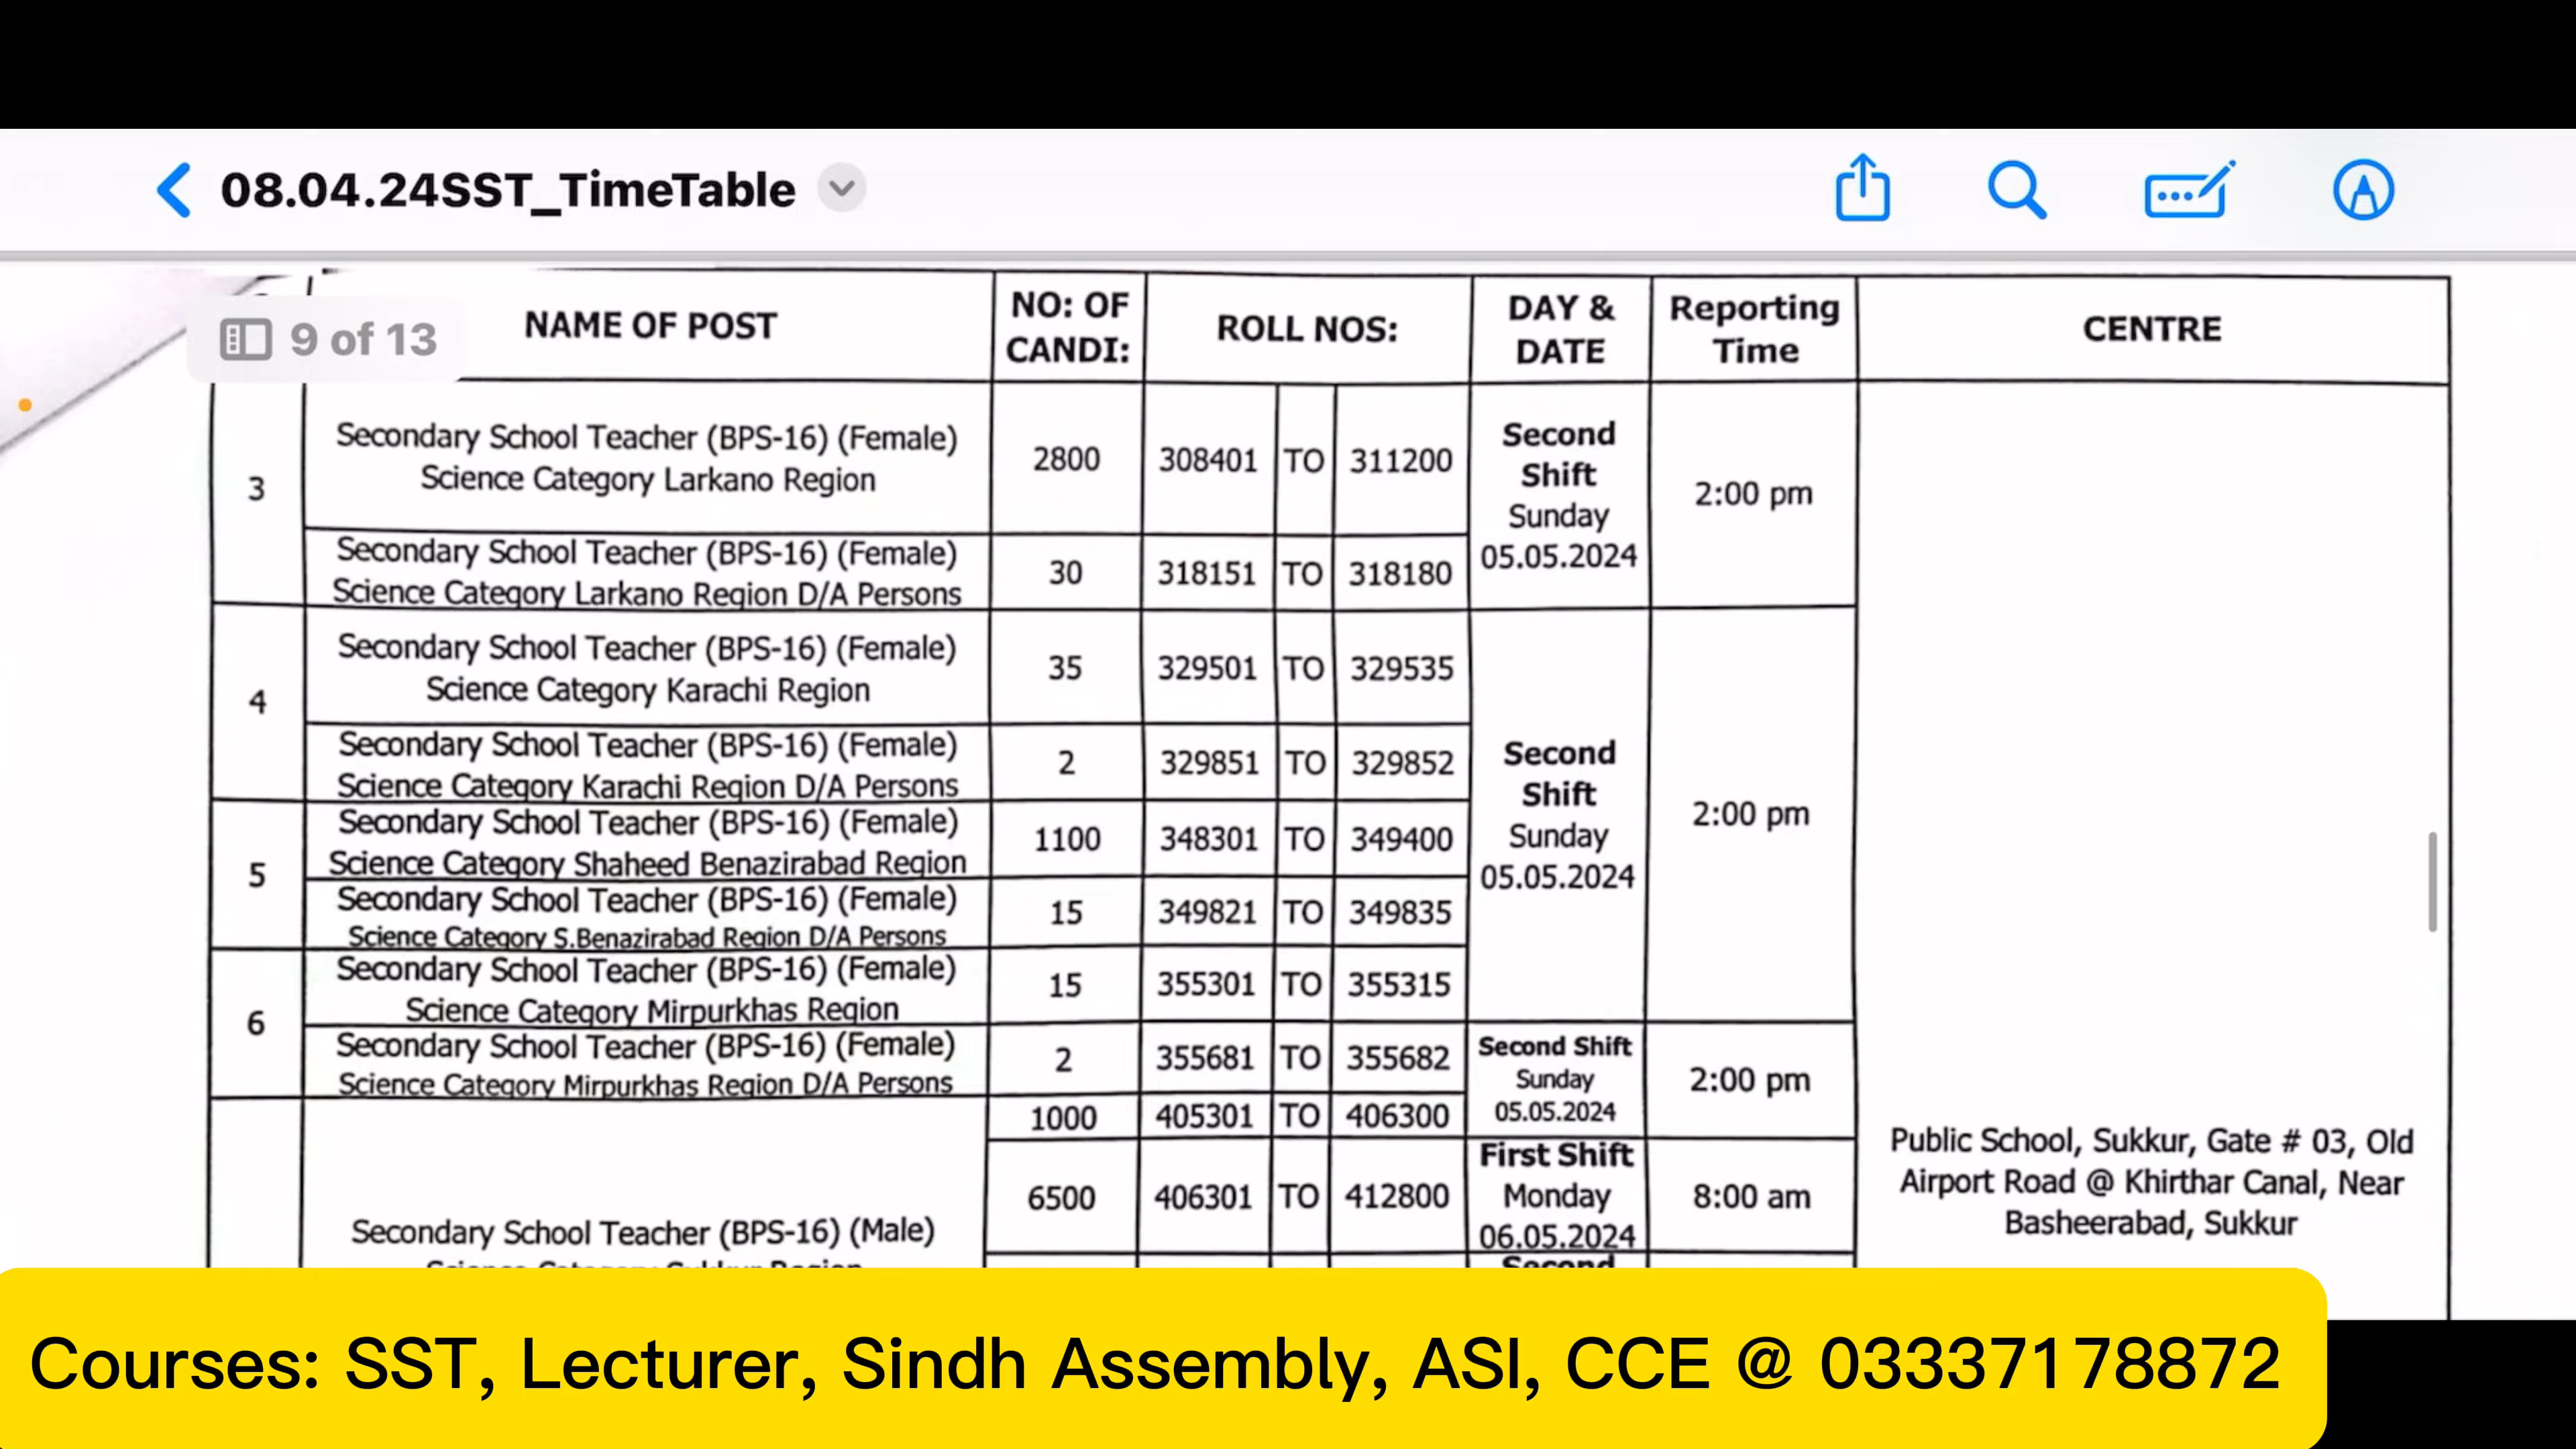 08.04.24SST_TimeTable
9 of 13
NAME OF POST
NO: OF
CANDI:
ROLL NOS:
DAY &
DATE
Reporting
Time
CENTRE
3
Secondary School Teacher (BPS-16) (Female)
Science Category Larkano Region
2800
308401 TO 311200
Second
Shift
Sunday
05.05.2024
2:00 pm
Secondary School Teacher (BPS-16) (Female)
Science Category Larkano Region D/A Persons
30
318151 TO 318180
4
Secondary School Teacher (BPS-16) (Female)
Science Category Karachi Region
35
329501 TO 329535
Second
Shift
Sunday
05.05.2024
2:00 pm
Secondary School Teacher (BPS-16) (Female)
Science Category Karachi Region D/A Persons
2
329851 TO 329852
5
Secondary School Teacher (BPS-16) (Female)
Science Category Shaheed Benazirabad Region
1100
348301 TO 349400
Secondary School Teacher (BPS-16) (Female)
Science Category S.Benazirabad Region D/A Persons
15
349821 TO 349835
6
Secondary School Teacher (BPS-16) (Female)
Science Category Mirpurkhas Region
15
355301 TO 355315
Secondary School Teacher (BPS-16) (Female)
Science Category Mirpurkhas Region D/A Persons
2
355681 TO 355682
Second Shift
Sunday
05.05.2024
2:00 pm
1000
405301 TO 406300
Secondary School Teacher (BPS-16) (Male)
Science Category Sukkur Region
6500
406301 TO 412800
First Shift
Monday
06.05.2024
8:00 am
Second
Public School, Sukkur, Gate # 03, Old
Airport Road @ Khirthar Canal, Near
Basheerabad, Sukkur
Courses: SST, Lecturer, Sindh Assembly, ASI, CCE @ 03337178872